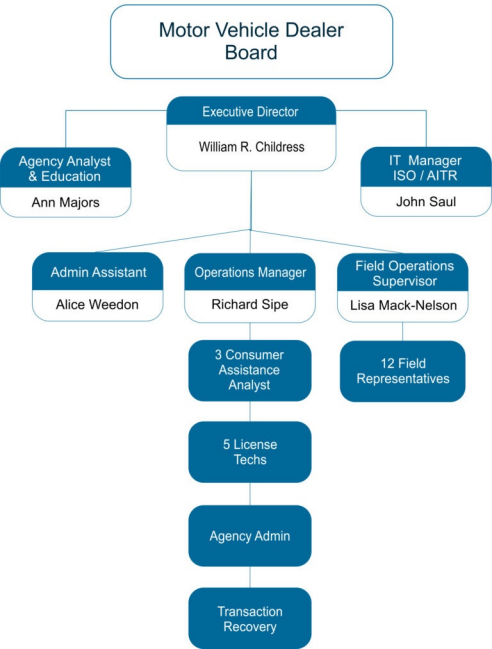 Motor Vehicle Dealer
Board
Executive Director
William R. Childress
Agency Analyst
& Education
Ann Majors
IT Manager
ISO / AITR
John Saul
Admin Assistant
Alice Weedon
Operations Manager
Richard Sipe
Field Operations
Supervisor
Lisa Mack-Nelson
3 Consumer
Assistance
Analyst
12 Field
Representatives
5 License
Techs
Agency Admin
Transaction
Recovery